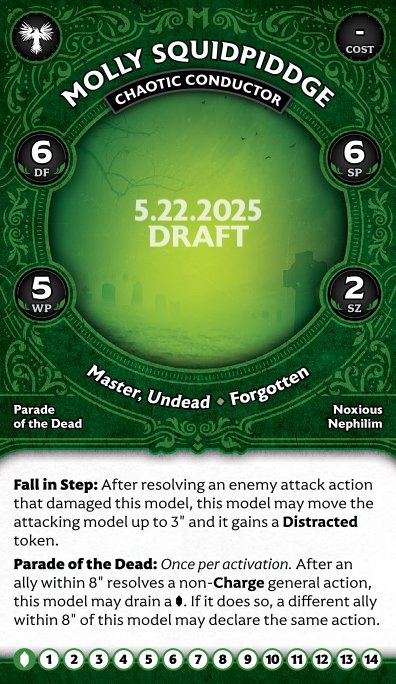 -
COST
MOLLY SQUIDPIDDGE
CHAOTIC CONDUCTOR
6
DF
6
SP
5.22.2025
DRAFT
5
WP
2
SZ
Master, Undead ◆ Forgotten
Parade
of the Dead
Noxious
Nephilim
Fall in Step: After resolving an enemy attack action
that damaged this model, this model may move the
attacking model up to 3" and it gains a Distracted
token.
Parade of the Dead: Once per activation. After an
ally within 8" resolves a non-Charge general action,
this model may drain a . If it does so, a different ally
within 8" of this model may declare the same action.
1 2 3 4 5 6 7 8 9 10 11 12 13 14